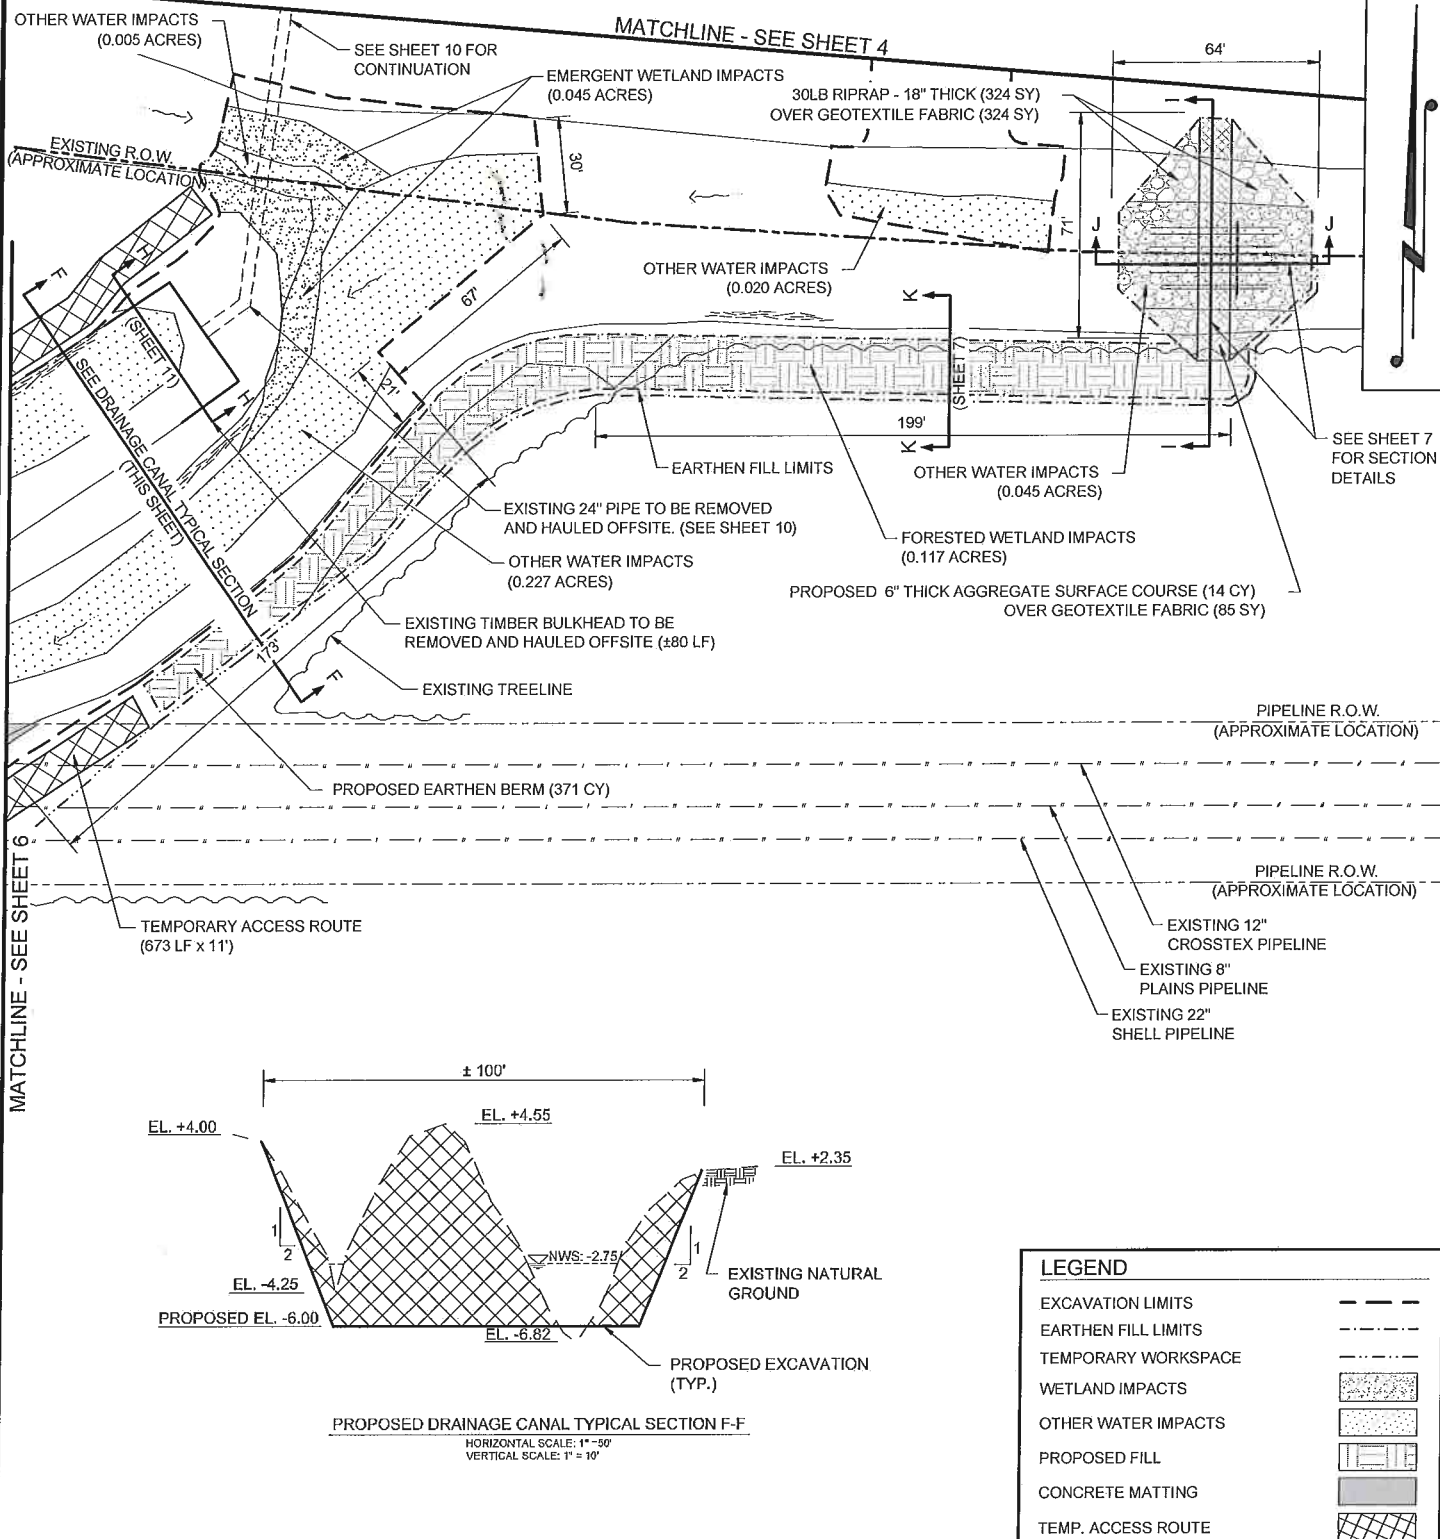 MATCHLINE - SEE SHEET 4
OTHER WATER IMPACTS
(0.005 ACRES)
SEE SHEET 10 FOR
CONTINUATION
EMERGENT WETLAND IMPACTS
(0.045 ACRES)
30LB RIPRAP - 18" THICK (324 SY)
OVER GEOTEXTILE FABRIC (324 SY)
64'
EXISTING R.O.W.
(APPROXIMATE LOCATION)
30'
71'
I
J
J
OTHER WATER IMPACTS
(0.020 ACRES)
67'
21'
F
H
(SHEET 11)
H
K
(SHEET 7)
K
I
199'
SEE DRAINAGE CANAL TYPICAL SECTION
(THIS SHEET)
F
173'
EARTHEN FILL LIMITS
OTHER WATER IMPACTS
(0.045 ACRES)
SEE SHEET 7
FOR SECTION
DETAILS
EXISTING 24" PIPE TO BE REMOVED
AND HAULED OFFSITE. (SEE SHEET 10)
FORESTED WETLAND IMPACTS
(0.117 ACRES)
OTHER WATER IMPACTS
(0.227 ACRES)
PROPOSED 6" THICK AGGREGATE SURFACE COURSE (14 CY)
OVER GEOTEXTILE FABRIC (85 SY)
EXISTING TIMBER BULKHEAD TO BE
REMOVED AND HAULED OFFSITE (±80 LF)
EXISTING TREELINE
PIPELINE R.O.W.
(APPROXIMATE LOCATION)
PROPOSED EARTHEN BERM (371 CY)
MATCHLINE - SEE SHEET 6
PIPELINE R.O.W.
(APPROXIMATE LOCATION)
TEMPORARY ACCESS ROUTE
(673 LF x 11')
EXISTING 12"
CROSSTEX PIPELINE
EXISTING 8"
PLAINS PIPELINE
EXISTING 22"
SHELL PIPELINE
± 100'
EL. +4.00
EL. +4.55
EL. +2.35
1
2
NWS: -2.75
1
2
EL. -4.25
PROPOSED EL. -6.00
EL. -6.82
EXISTING NATURAL
GROUND
PROPOSED EXCAVATION
(TYP.)
PROPOSED DRAINAGE CANAL TYPICAL SECTION F-F
HORIZONTAL SCALE: 1" =50'
VERTICAL SCALE: 1" = 10'
LEGEND
EXCAVATION LIMITS
EARTHEN FILL LIMITS
TEMPORARY WORKSPACE
WETLAND IMPACTS
OTHER WATER IMPACTS
PROPOSED FILL
CONCRETE MATTING
TEMP. ACCESS ROUTE